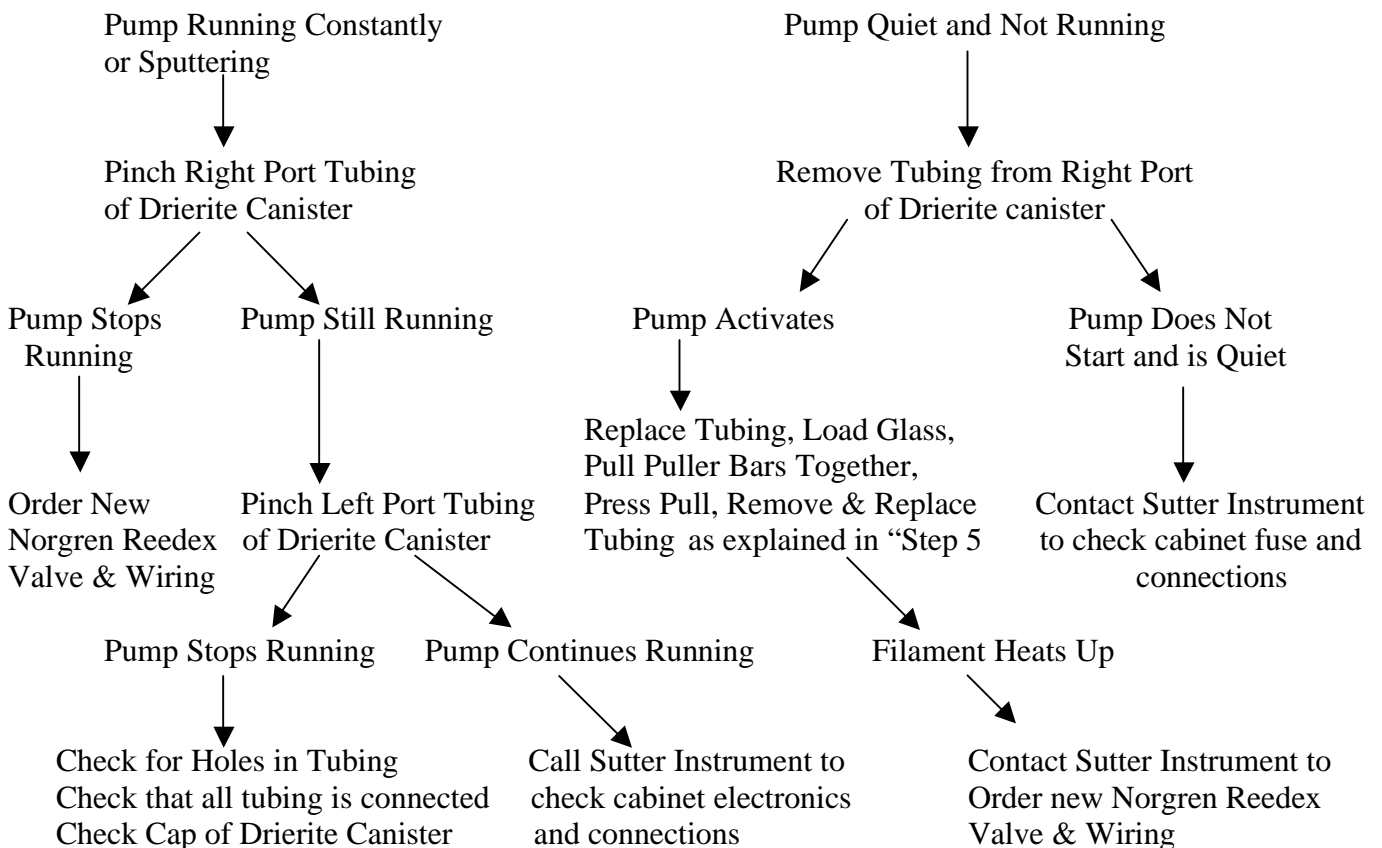 Pump Running Constantly
or Sputtering
Pump Quiet and Not Running
Pinch Right Port Tubing
of Drierite Canister
Remove Tubing from Right Port
of Drierite canister
Pump Stops
Running
Pump Still Running
Pump Activates
Pump Does Not
Start and is Quiet
Order New
Norgren Reedex
Valve & Wiring
Pinch Left Port Tubing
of Drierite Canister
Replace Tubing, Load Glass,
Pull Puller Bars Together,
Press Pull, Remove & Replace
Tubing as explained in “Step 5
Contact Sutter Instrument
to check cabinet fuse and
connections
Pump Stops Running
Pump Continues Running
Filament Heats Up
Check for Holes in Tubing
Check that all tubing is connected
Check Cap of Drierite Canister
Call Sutter Instrument to
check cabinet electronics
and connections
Contact Sutter Instrument to
Order new Norgren Reedex
Valve & Wiring